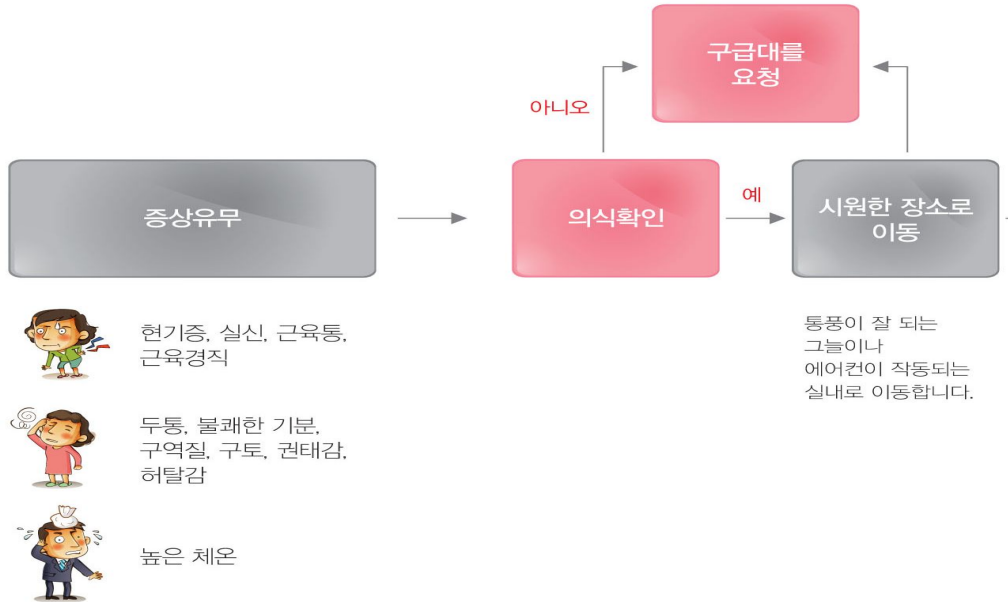 구급대를
요청
아니오
증상유무
의식확인
예
시원한 장소로
이동
현기증, 실신, 근육통,
근육경직
두통, 불쾌한 기분,
구역질, 구토, 권태감,
허탈감
높은 체온
통풍이 잘 되는
그늘이나
에어컨이 작동되는
실내로 이동합니다.